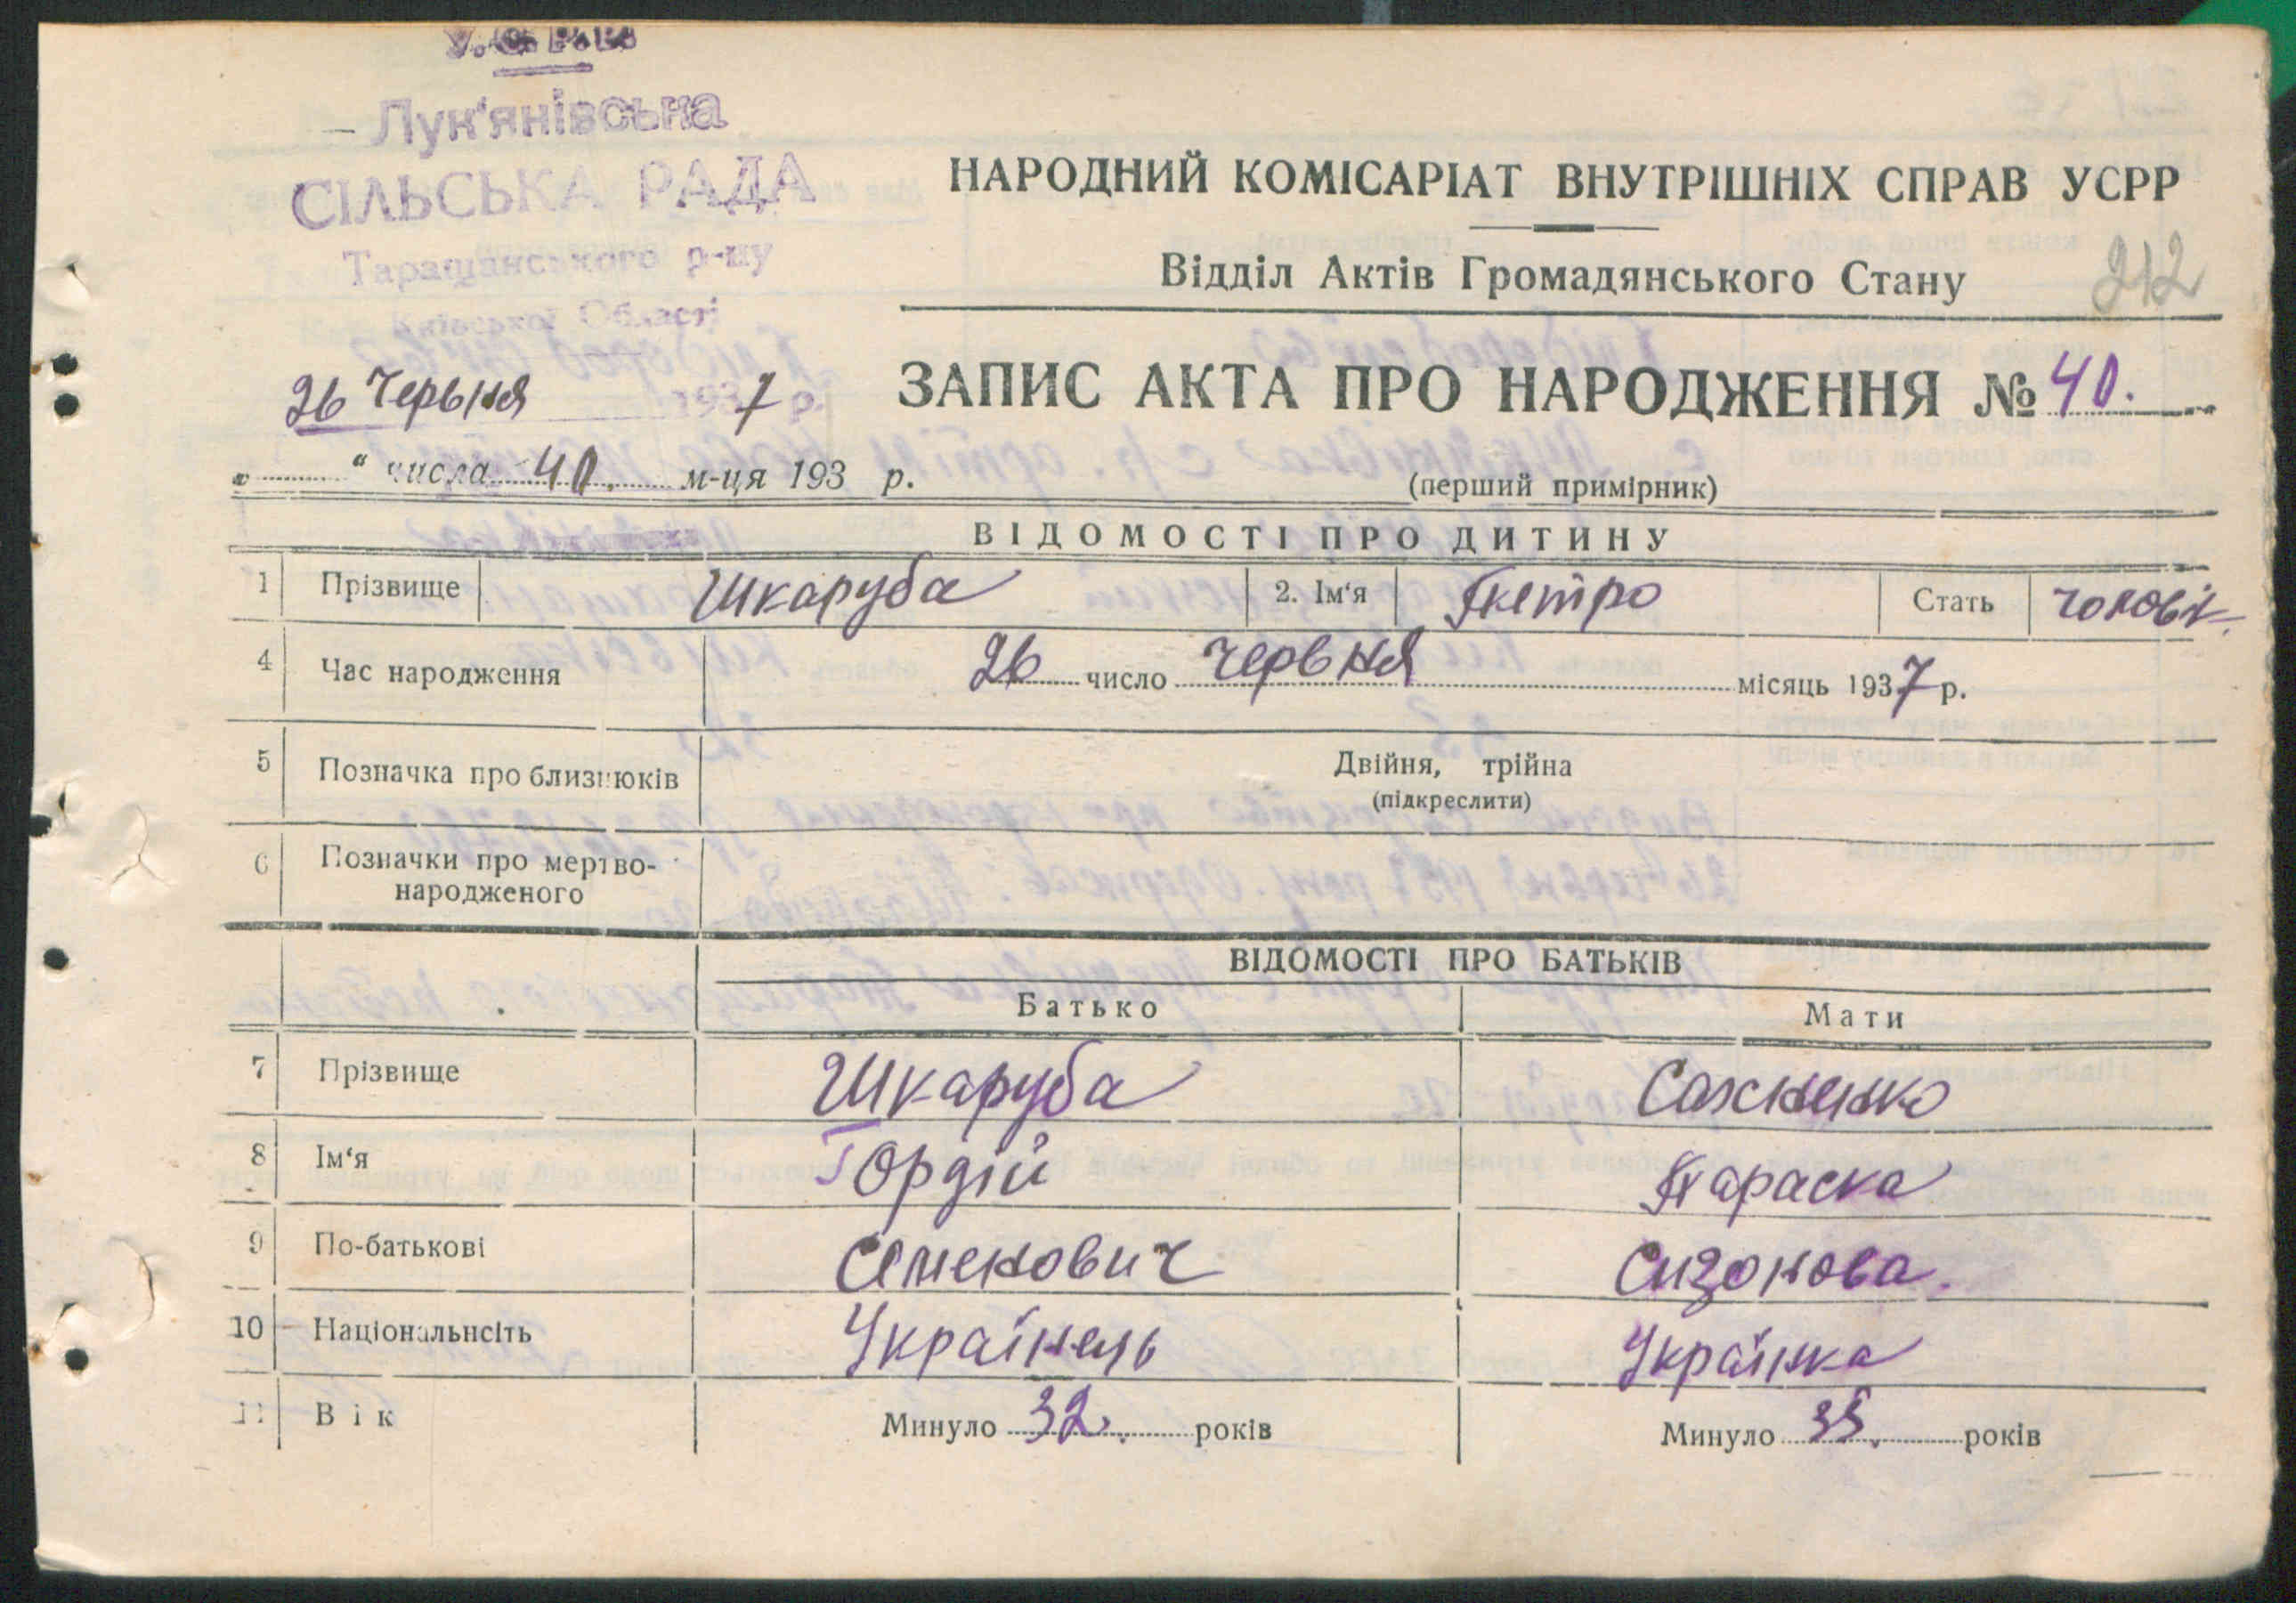 У.С.Р.Р.
Лук'янівська
СІЛЬСЬКА РАДА
Таращанського р-ну
Київської Області
26 Червня 1937 р.
„ “ числа 40. м-ця 193 р.
НАРОДНИЙ КОМІСАРІАТ ВНУТРІШНІХ СПРАВ УСРР
Відділ Актів Громадянського Стану
212
ЗАПИС АКТА ПРО НАРОДЖЕННЯ № 40.
(перший примірник)
ВІДОМОСТІ ПРО ДИТИНУ
1 Прізвище Шкаруба 2. Ім'я Петро Стать чоловік.
4 Час народження 26 число червня місяць 1937 р.
5 Позначка про близнюків Двійня, трійна
(підкреслити)
6 Позначки про мертво-
народженого
ВІДОМОСТІ ПРО БАТЬКІВ
Батько Мати
7 Прізвище Шкаруба Сахненко
8 Ім'я Гордій Параска
9 По-батькові Семенович Сизонова.
10 Національнсіть Українець Українка
11 Вік Минуло 32. років Минуло 35. років